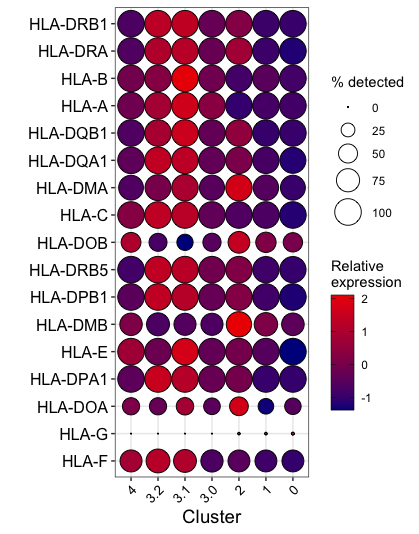 HLA-DRB1
HLA-DRA
HLA-B
HLA-A
HLA-DQB1
HLA-DQA1
HLA-DMA
HLA-C
HLA-DOB
HLA-DRB5
HLA-DPB1
HLA-DMB
HLA-E
HLA-DPA1
HLA-DOA
HLA-G
HLA-F
4 3.2 3.1 3.0 2 1 0
Cluster
% detected
0
25
50
75
100
Relative
expression
2
1
0
-1